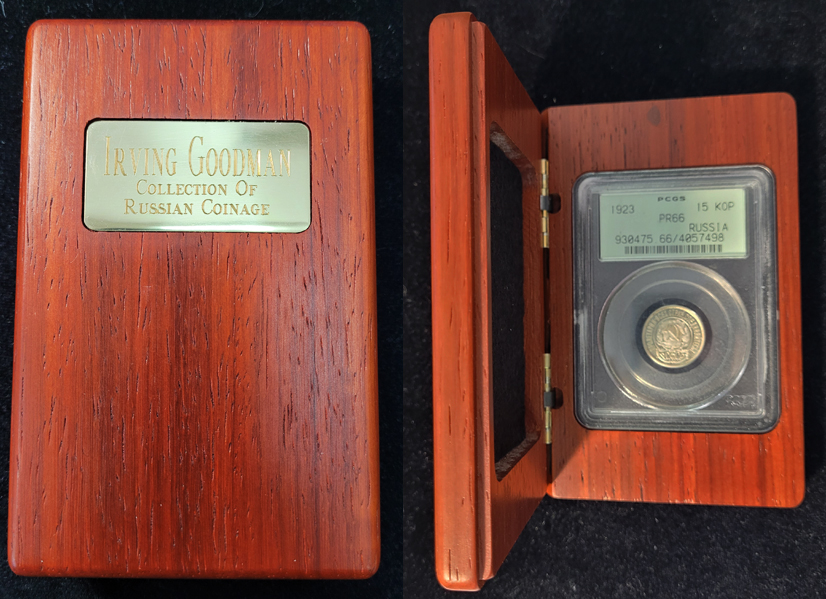 IRVING GOODMAN
COLLECTION OF
RUSSIAN COINAGE
PCGS
1923 15 KOP
PR66
RUSSIA
930475 66/4057498